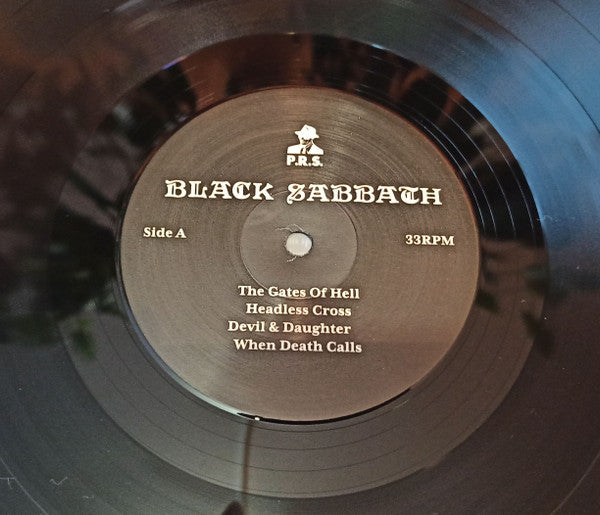 P.R.S.
BLACK SABBATH
Side A
33RPM
The Gates Of Hell
Headless Cross
Devil & Daughter
When Death Calls